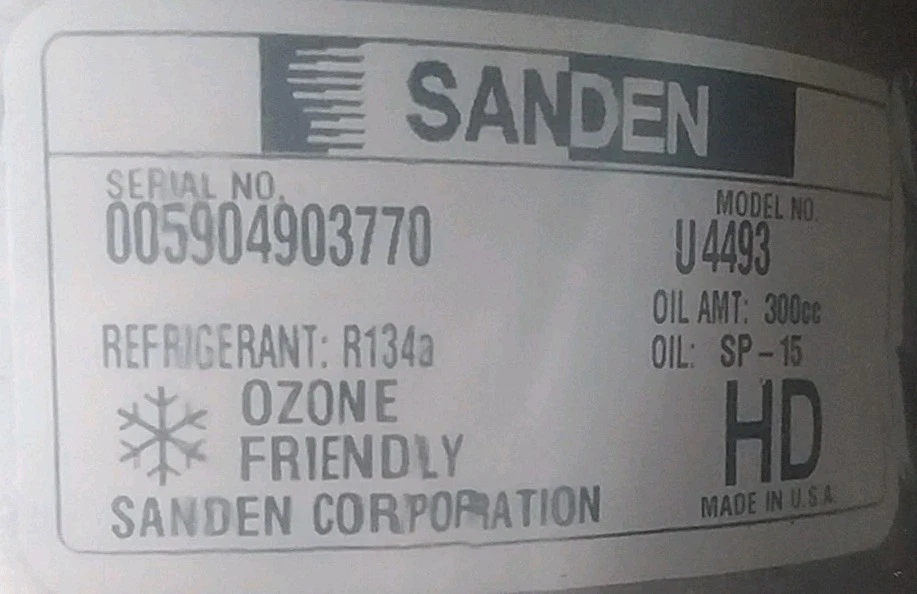 SANDEN
SERIAL NO.
005904903770
MODEL NO.
U4493
OIL AMT: 300cc
REFRIGERANT: R134a
OIL: SP-15
OZONE
FRIENDLY
HD
SANDEN CORPORATION
MADE IN U.S.A.